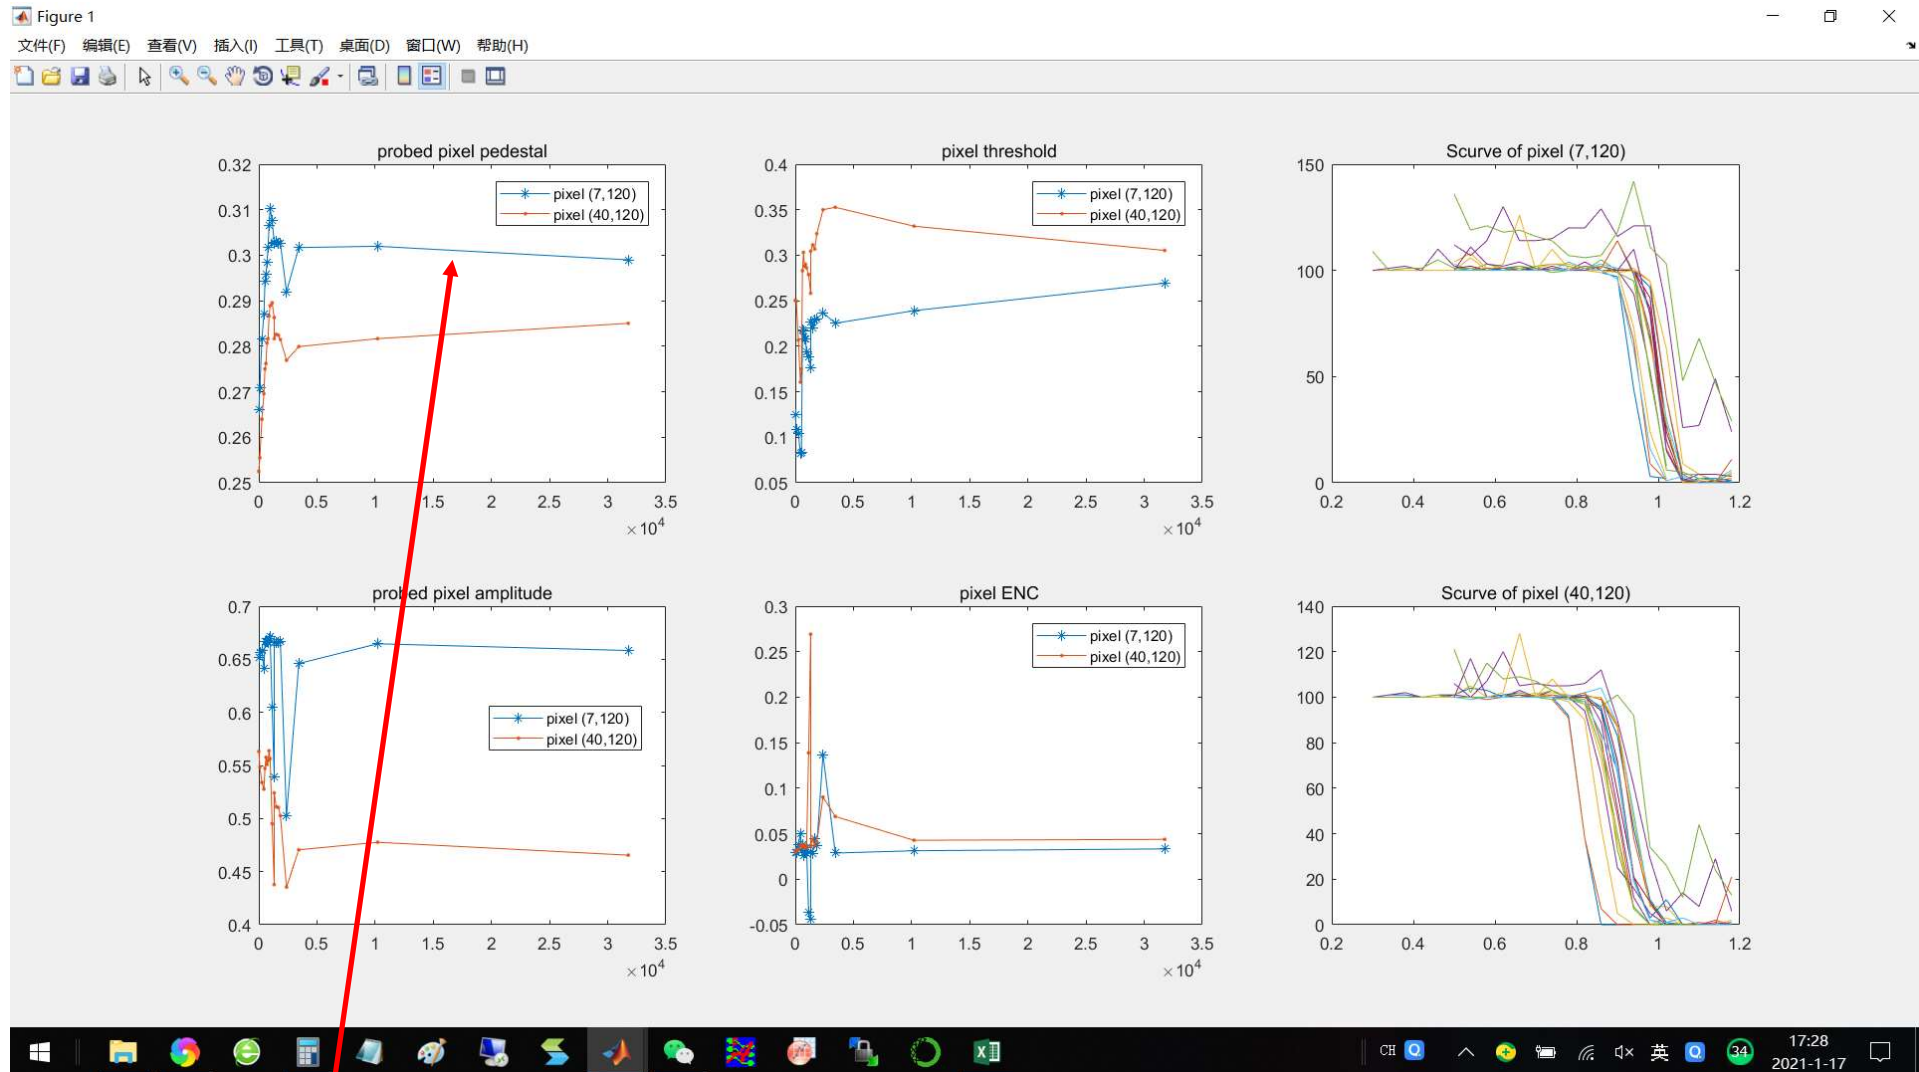 Figure 1
文件(F) 编辑(E) 查看(V) 插入(I) 工具(T) 桌面(D) 窗口(W) 帮助(H)
probed pixel pedestal
0.32
0.31
0.3
0.29
0.28
0.27
0.26
0.25
pixel (7,120)
pixel (40,120)
0 0.5 1 1.5 2 2.5 3 3.5
×10⁴
pixel threshold
0.4
0.35
0.3
0.25
0.2
0.15
0.1
0.05
pixel (7,120)
pixel (40,120)
0 0.5 1 1.5 2 2.5 3 3.5
×10⁴
Scurve of pixel (7,120)
150
100
50
0
0.2 0.4 0.6 0.8 1 1.2
probed pixel amplitude
0.7
0.65
0.6
0.55
0.5
0.45
0.4
pixel (7,120)
pixel (40,120)
0 0.5 1 1.5 2 2.5 3 3.5
×10⁴
pixel ENC
0.3
0.25
0.2
0.15
0.1
0.05
0
-0.05
pixel (7,120)
pixel (40,120)
0 0.5 1 1.5 2 2.5 3 3.5
×10⁴
Scurve of pixel (40,120)
140
120
100
80
60
40
20
0
0.2 0.4 0.6 0.8 1 1.2
CH 英 34 17:28
2021-1-17